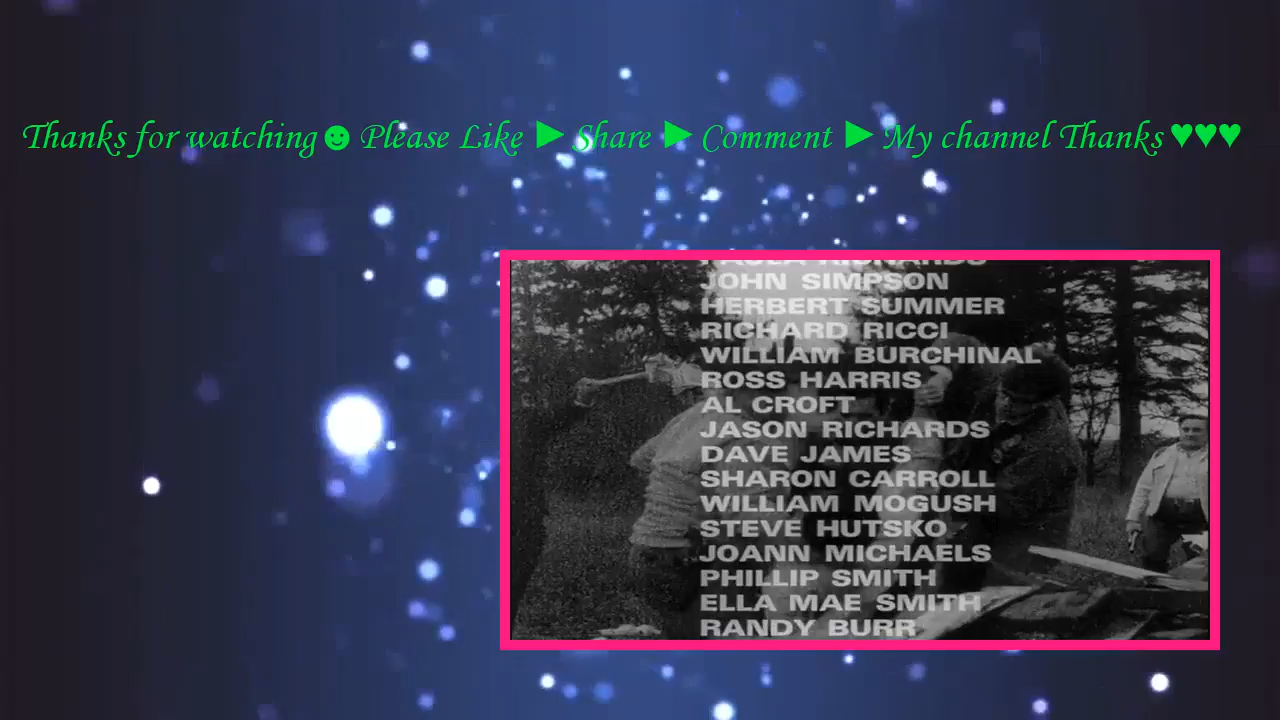 Thanks for watching☻ Please Like ► Share ► Comment ► My channel Thanks ♥♥♥
JOHN SIMPSON
HERBERT SUMMER
RICHARD RICCI
WILLIAM BURCHINAL
ROSS HARRIS
AL CROFT
JASON RICHARDS
DAVE JAMES
SHARON CARROLL
WILLIAM MOGUSH
STEVE HUTSKO
JOANN MICHAELS
PHILLIP SMITH
ELLA MAE SMITH
RANDY BURR